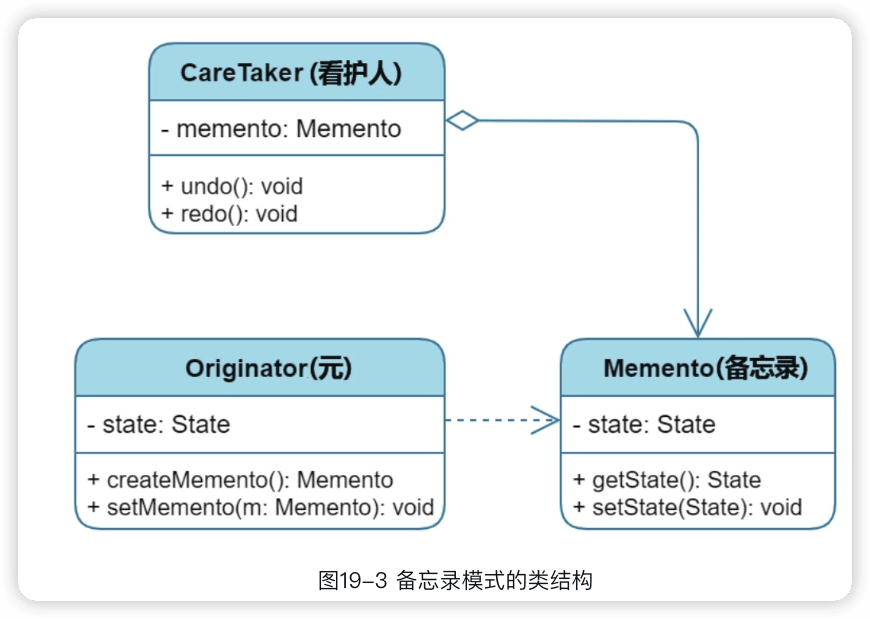 CareTaker (看护人)
- memento: Memento
+ undo(): void
+ redo(): void
Originator(元)
- state: State
+ createMemento(): Memento
+ setMemento(m: Memento): void
Memento(备忘录)
- state: State
+ getState(): State
+ setState(State): void
图19-3 备忘录模式的类结构